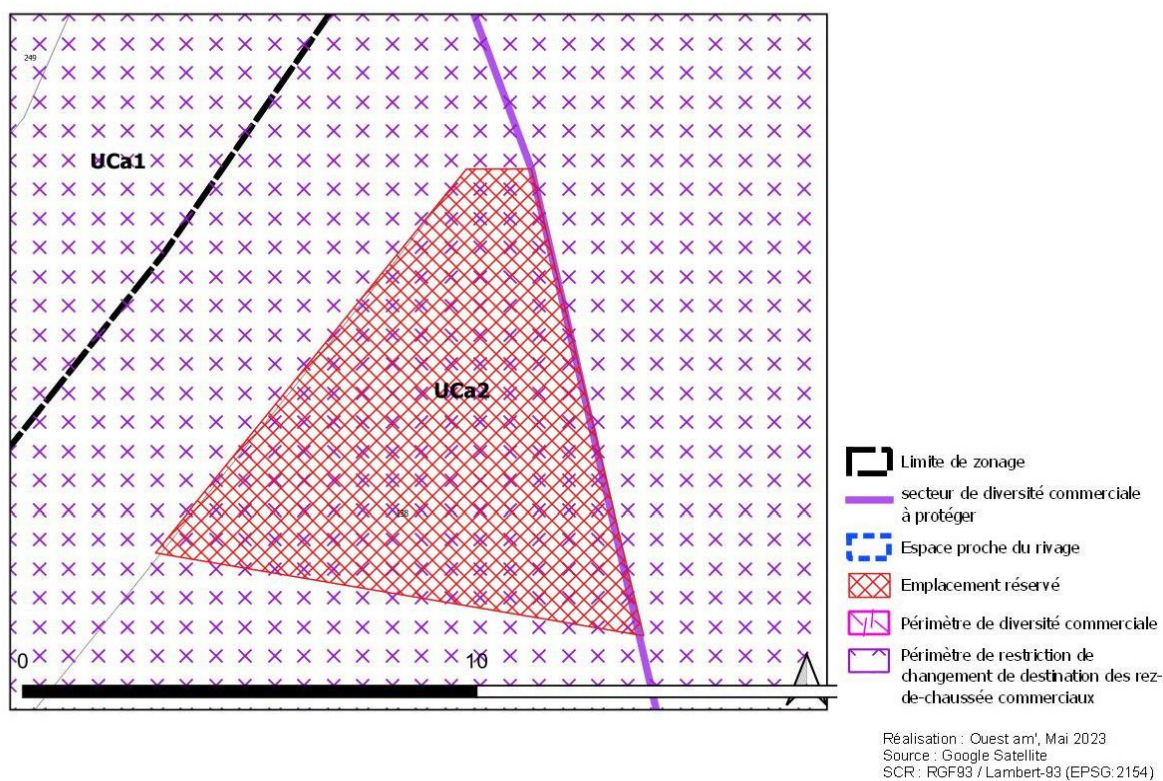 249
UCa1
UCa2
138
0
10
Limite de zonage
secteur de diversité commerciale
à protéger
Espace proche du rivage
Emplacement réservé
Périmètre de diversité commerciale
Périmètre de restriction de
changement de destination des rez-
de-chaussée commerciaux
Réalisation : Ouest am', Mai 2023
Source : Google Satellite
SCR : RGF93 / Lambert-93 (EPSG:2154)